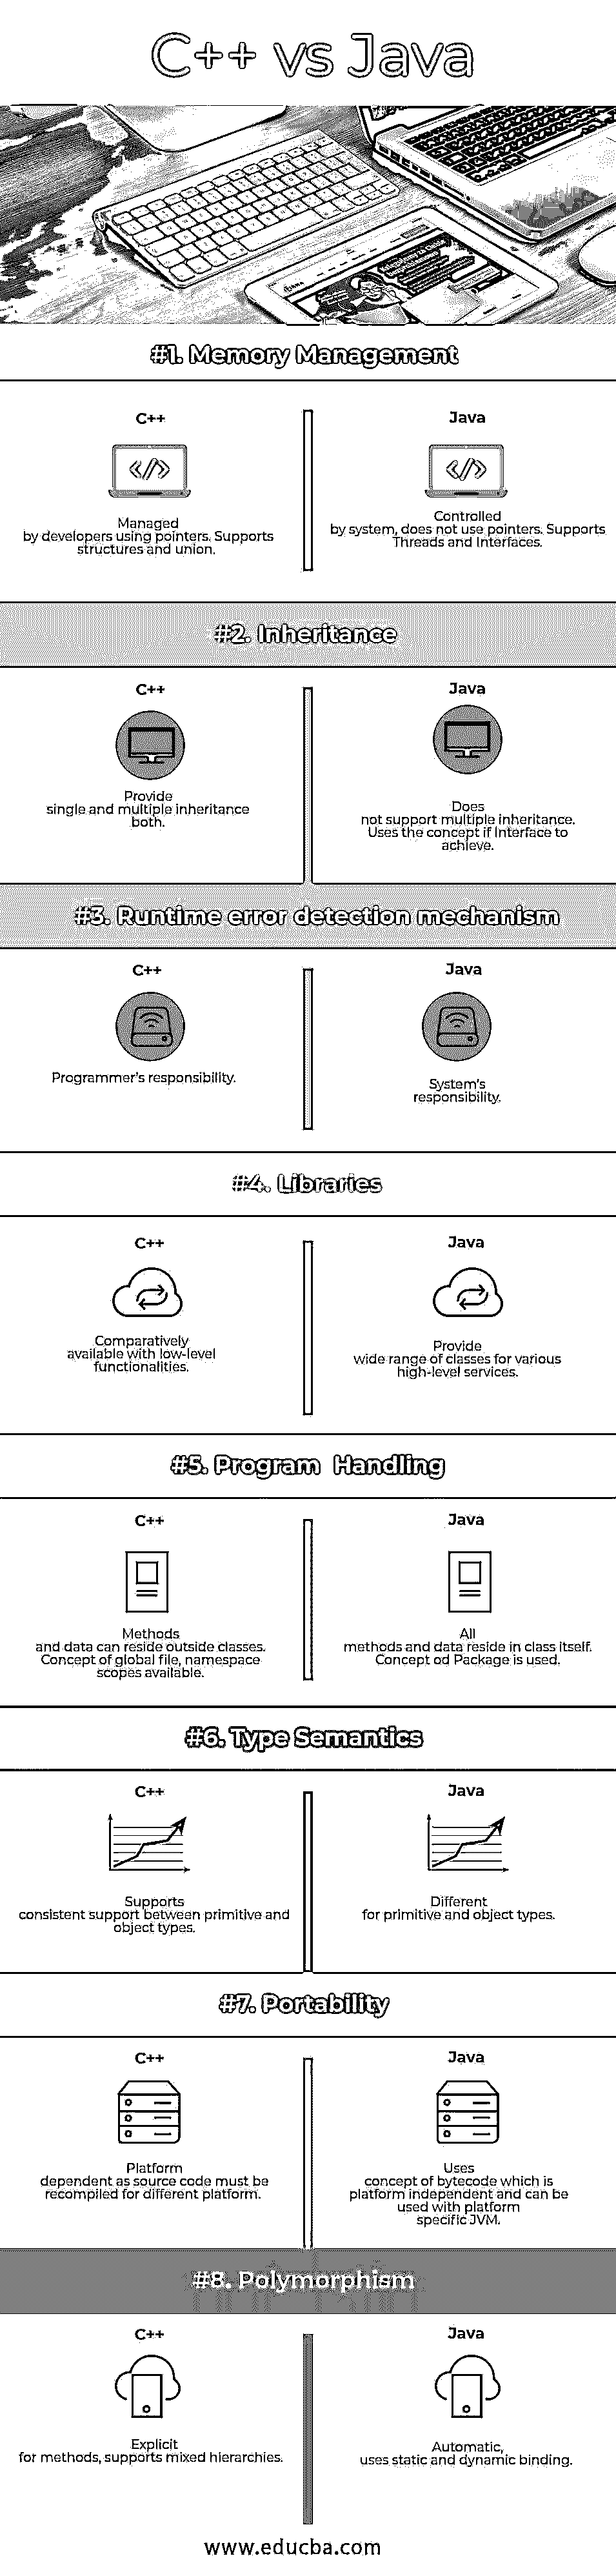 C++ vs Java
#1. Memory Management
C++
Managed
by developers using pointers. Supports
structures and union.
Java
Controlled
by system, does not use pointers. Supports
Threads and Interfaces.
#2. Inheritance
C++
Provide
single and multiple inheritance
both.
Java
Does
not support multiple inheritance.
Uses the concept if Interface to
achieve.
#3. Runtime error detection mechanism
C++
Programmer's responsibility.
Java
System's
responsibility.
#4. Libraries
C++
Comparatively
available with low-level
functionalities.
Java
Provide
wide range of classes for various
high-level services.
#5. Program Handling
C++
Methods
and data can reside outside classes.
Concept of global file, namespace
scopes available.
Java
All
methods and data reside in class itself.
Concept od Package is used.
#6. Type Semantics
C++
Supports
consistent support between primitive and
object types.
Java
Different
for primitive and object types.
#7. Portability
C++
Platform
dependent as source code must be
recompiled for different platform.
Java
Uses
concept of bytecode which is
platform independent and can be
used with platform
specific JVM.
#8. Polymorphism
C++
Explicit
for methods, supports mixed hierarchies.
Java
Automatic,
uses static and dynamic binding.
www.educba.com